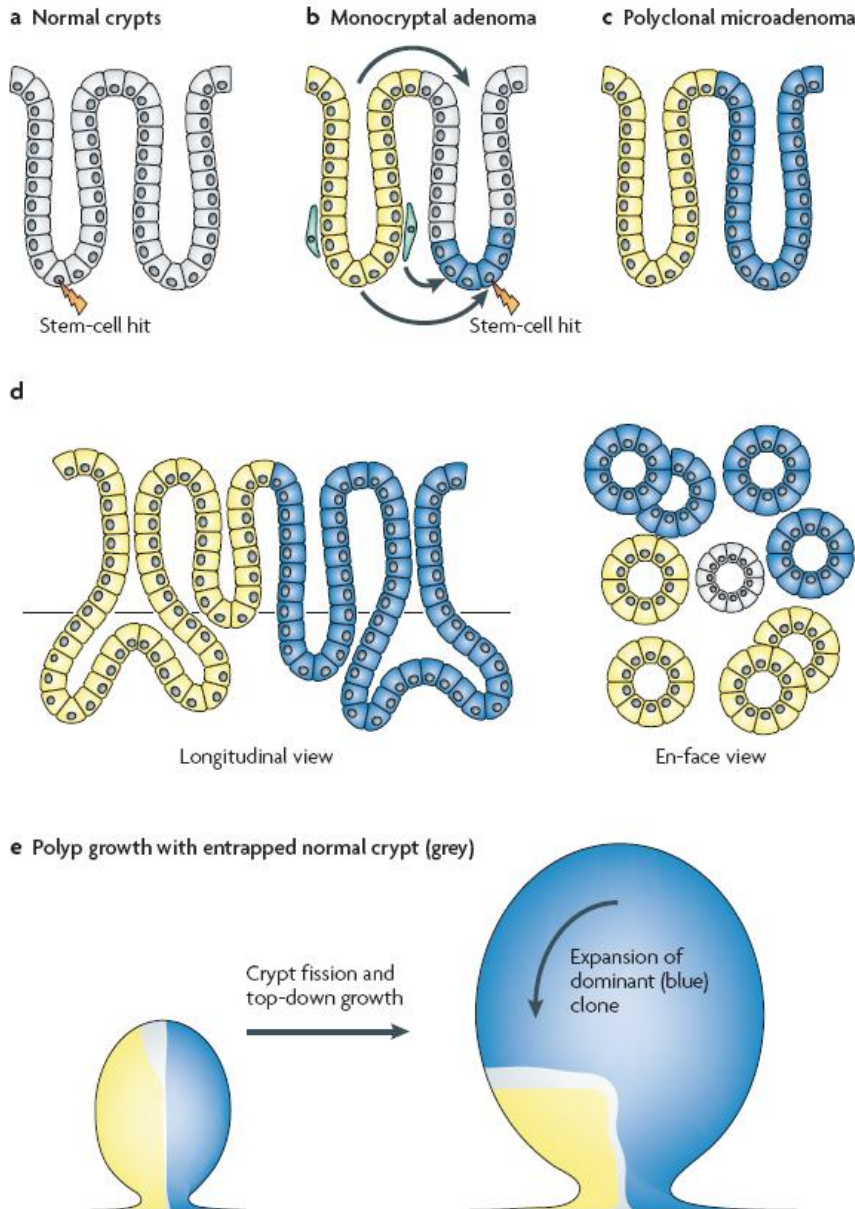 a Normal crypts
b Monocryptal adenoma
c Polyclonal microadenoma
Stem-cell hit
Stem-cell hit
d
Longitudinal view
En-face view
e Polyp growth with entrapped normal crypt (grey)
Crypt fission and
top-down growth
Expansion of
dominant (blue)
clone